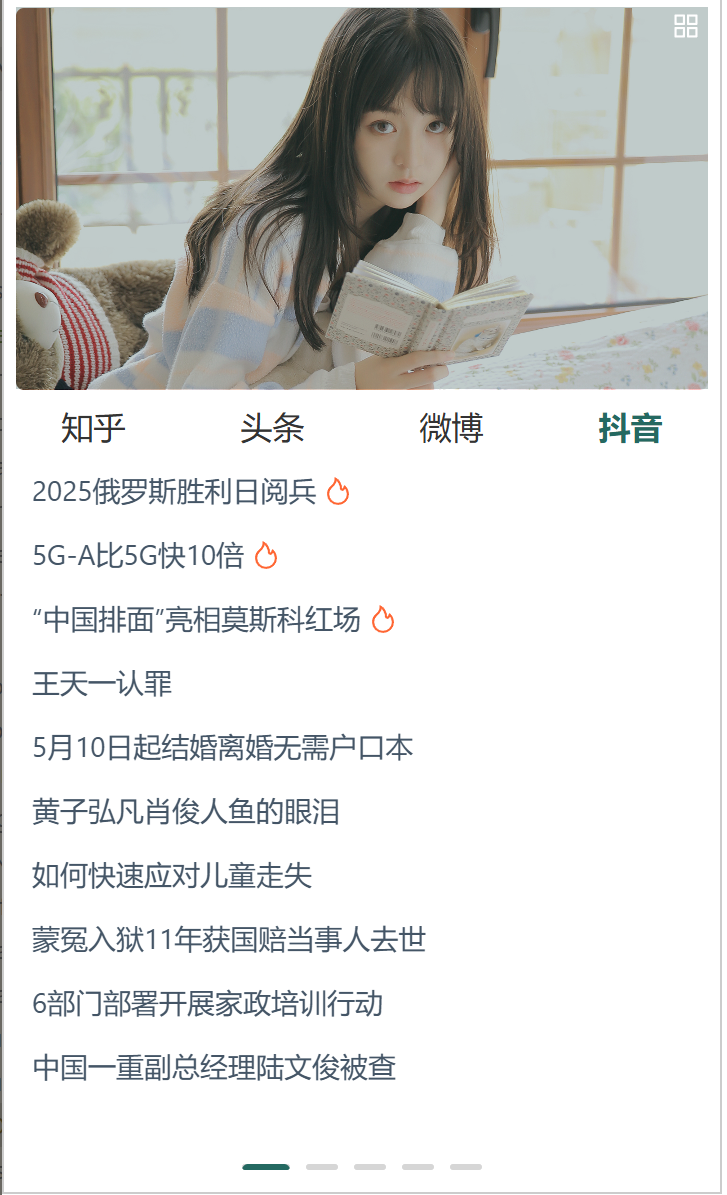 知乎 头条 微博 抖音
2025俄罗斯胜利日阅兵
5G-A比5G快10倍
“中国排面”亮相莫斯科红场
王天一认罪
5月10日起结婚离婚无需户口本
黄子弘凡肖俊人鱼的眼泪
如何快速应对儿童走失
蒙冤入狱11年获国赔当事人去世
6部门部署开展家政培训行动
中国一重副总经理陆文俊被查